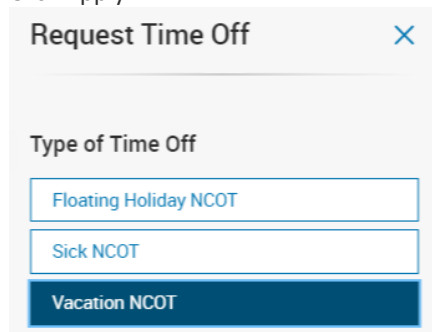 Request Time Off
Type of Time Off
Floating Holiday NCOT
Sick NCOT
Vacation NCOT